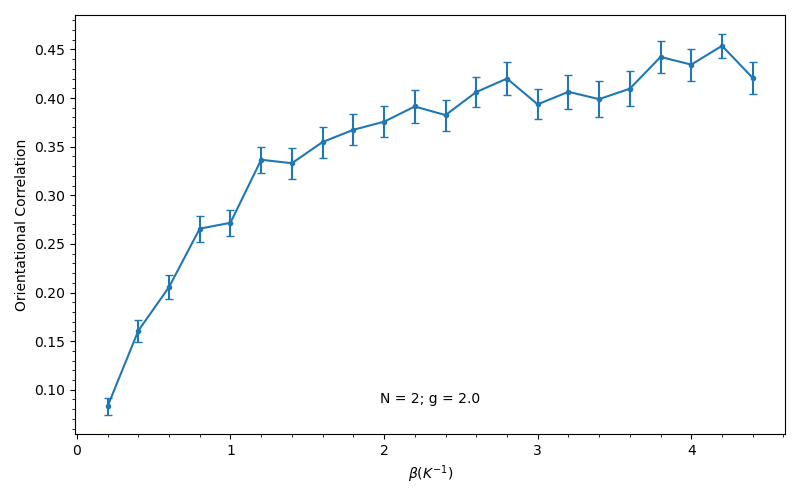 0.45
0.40
0.35
0.30
0.25
0.20
0.15
0.10
Orientational Correlation
N = 2; g = 2.0
0 1 2 3 4
β(K⁻¹)